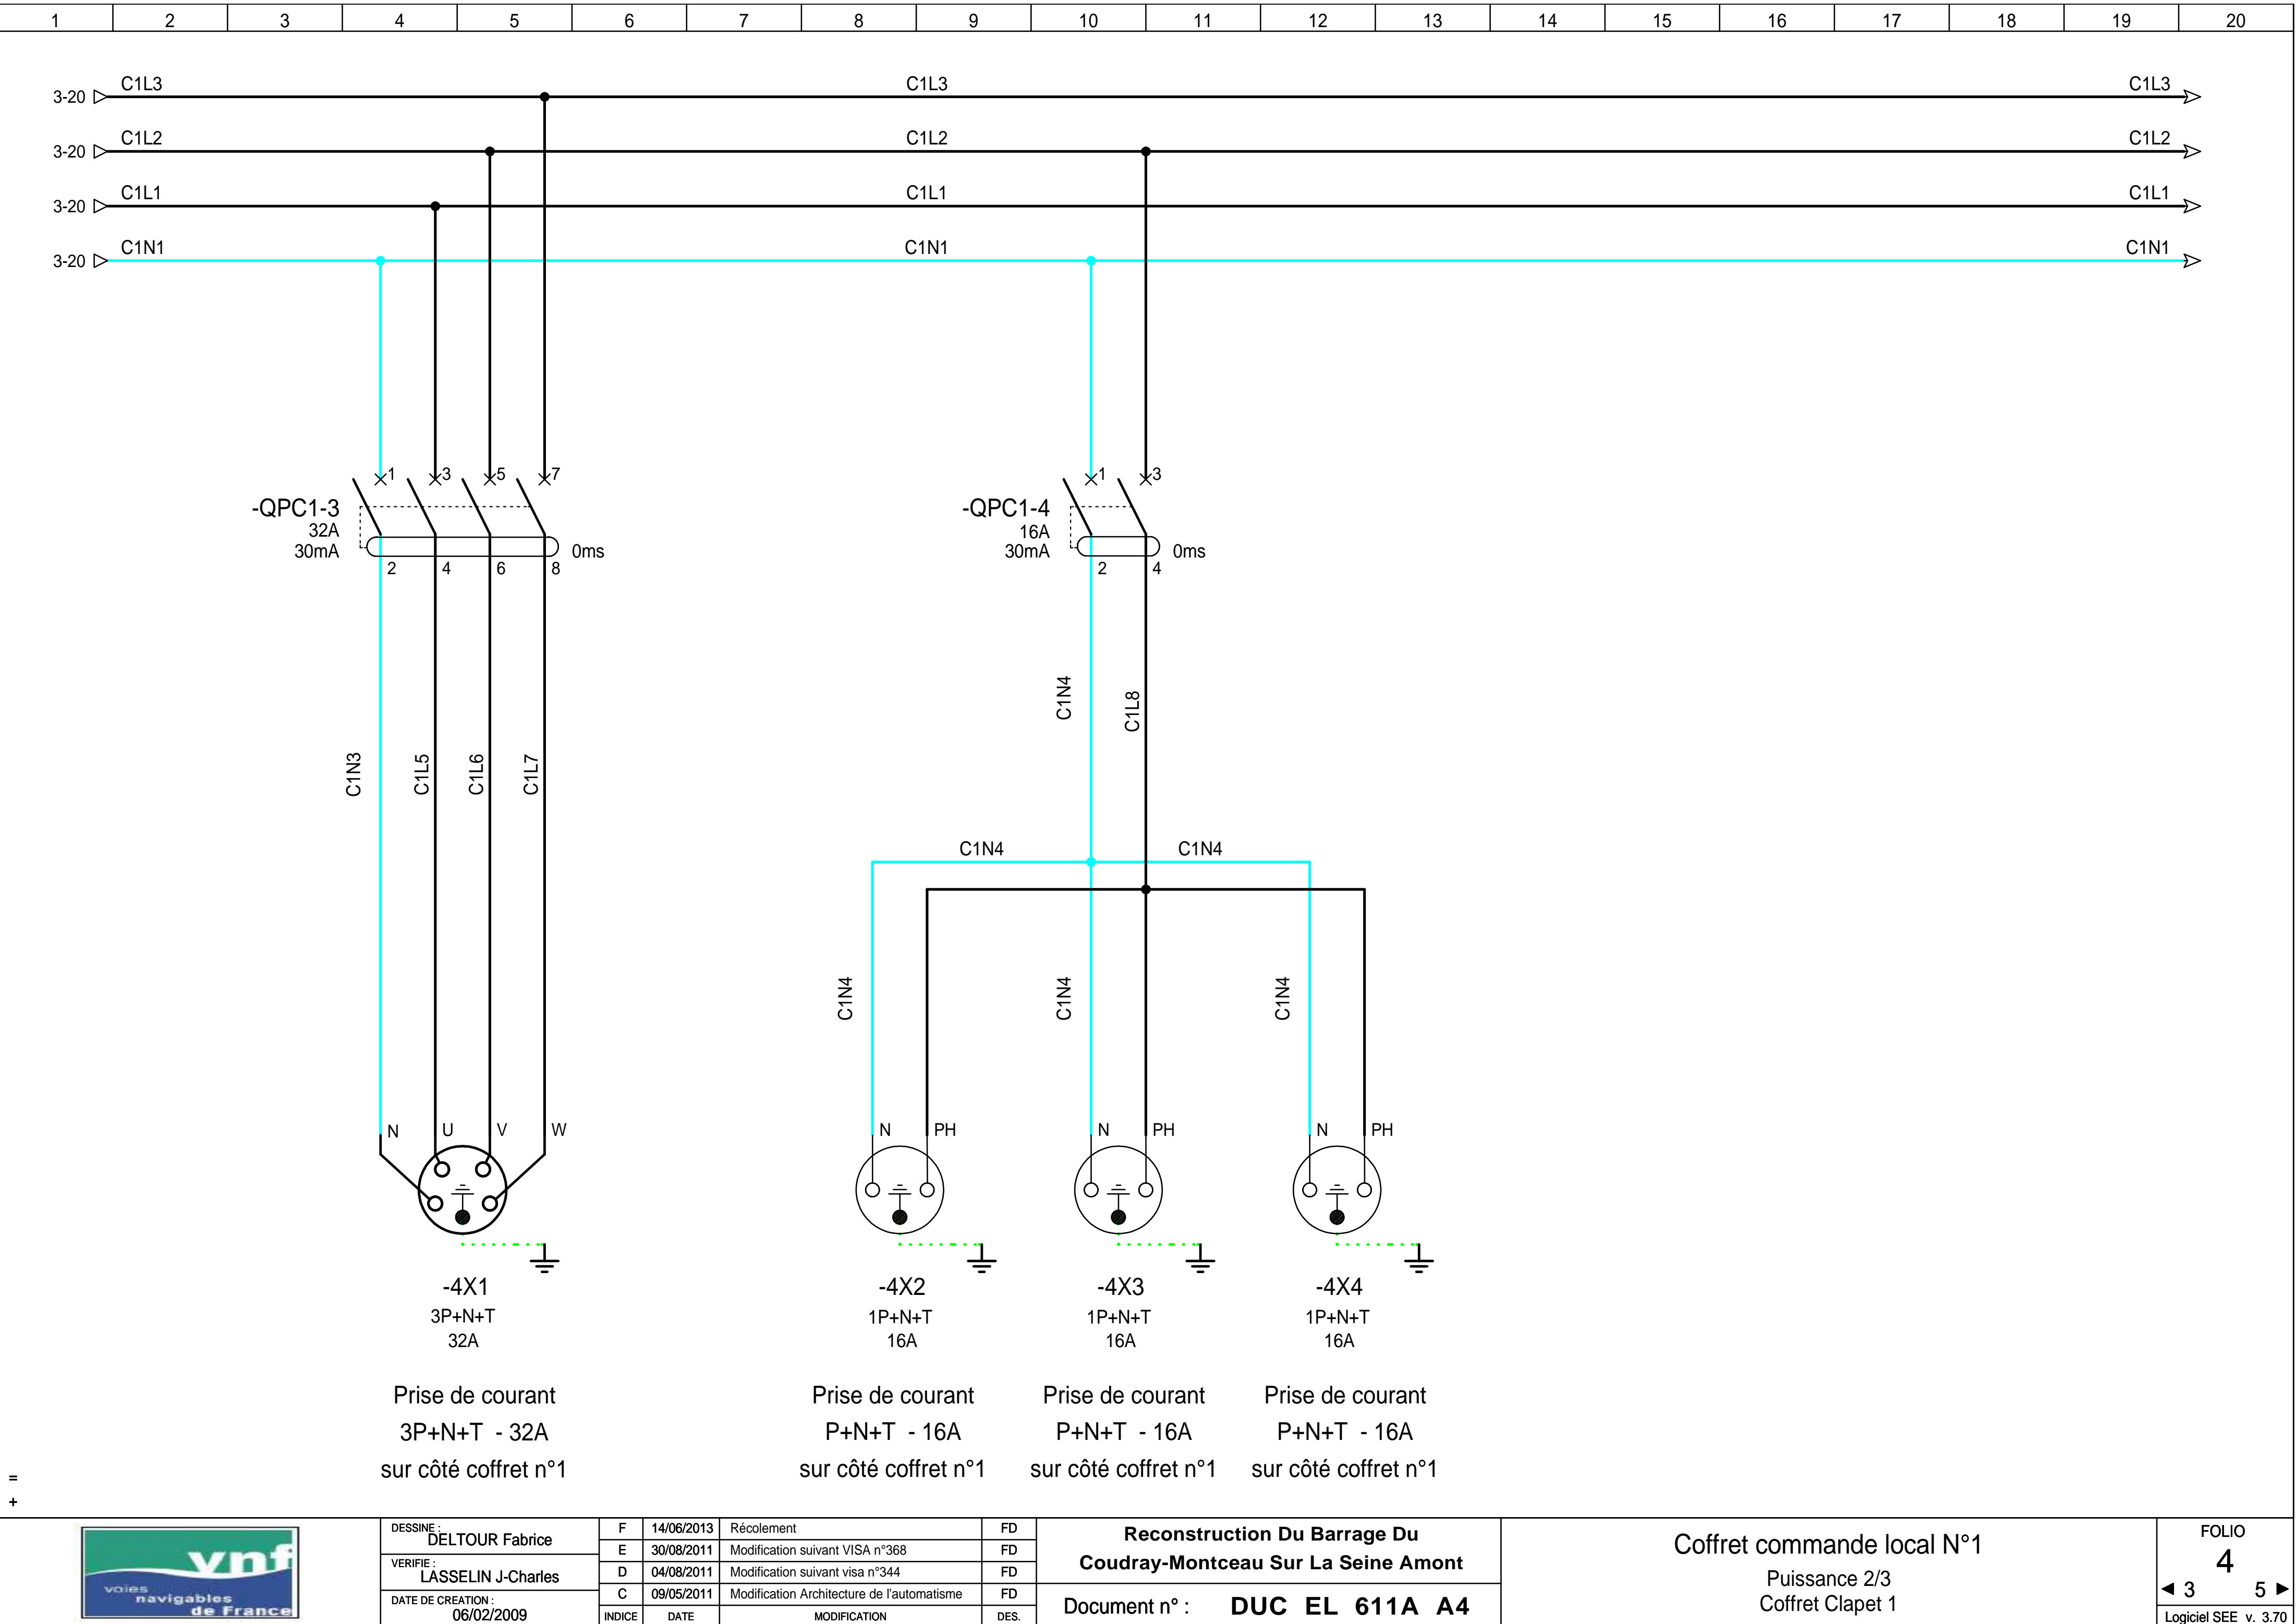 1 2 3 4 5 6 7 8 9 10 11 12 13 14 15 16 17 18 19 20
3-20 C1L3 C1L3 C1L3
3-20 C1L2 C1L2 C1L2
3-20 C1L1 C1L1 C1L1
3-20 C1N1 C1N1 C1N1
1 3 5 7
-QPC1-3
32A
30mA
0ms
2 4 6 8
1 3
-QPC1-4
16A
30mA
0ms
2 4
C1N4 C1L8
C1N3 C1L5 C1L6 C1L7
C1N4 C1N4
C1N4 C1N4 C1N4
N U V W
N PH
N PH
N PH
-4X1
3P+N+T
32A
-4X2
1P+N+T
16A
-4X3
1P+N+T
16A
-4X4
1P+N+T
16A
Prise de courant
3P+N+T - 32A
sur côté coffret n°1
Prise de courant
P+N+T - 16A
sur côté coffret n°1
Prise de courant
P+N+T - 16A
sur côté coffret n°1
Prise de courant
P+N+T - 16A
sur côté coffret n°1
=
+
vnf
voies
navigables
de France
DESSINE :
DELTOUR Fabrice
VERIFIE :
LASSELIN J-Charles
DATE DE CREATION :
06/02/2009
F 14/06/2013 Récolement FD
E 30/08/2011 Modification suivant VISA n°368 FD
D 04/08/2011 Modification suivant visa n°344 FD
C 09/05/2011 Modification Architecture de l'automatisme FD
INDICE DATE MODIFICATION DES.
Reconstruction Du Barrage Du
Coudray-Montceau Sur La Seine Amont
Document n° : DUC EL 611A A4
Coffret commande local N°1
Puissance 2/3
Coffret Clapet 1
FOLIO
4
3 5
Logiciel SEE v. 3.70